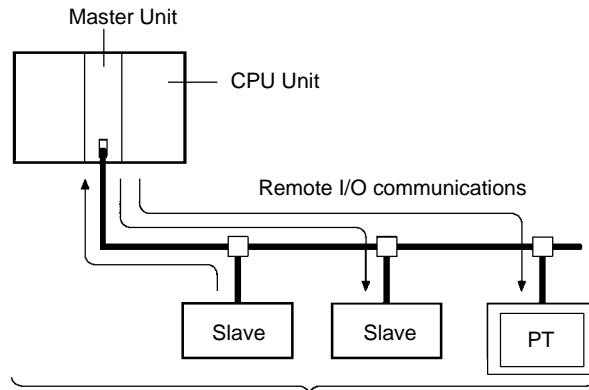 Master Unit
CPU Unit
Remote I/O communications
Slave
Slave
PT